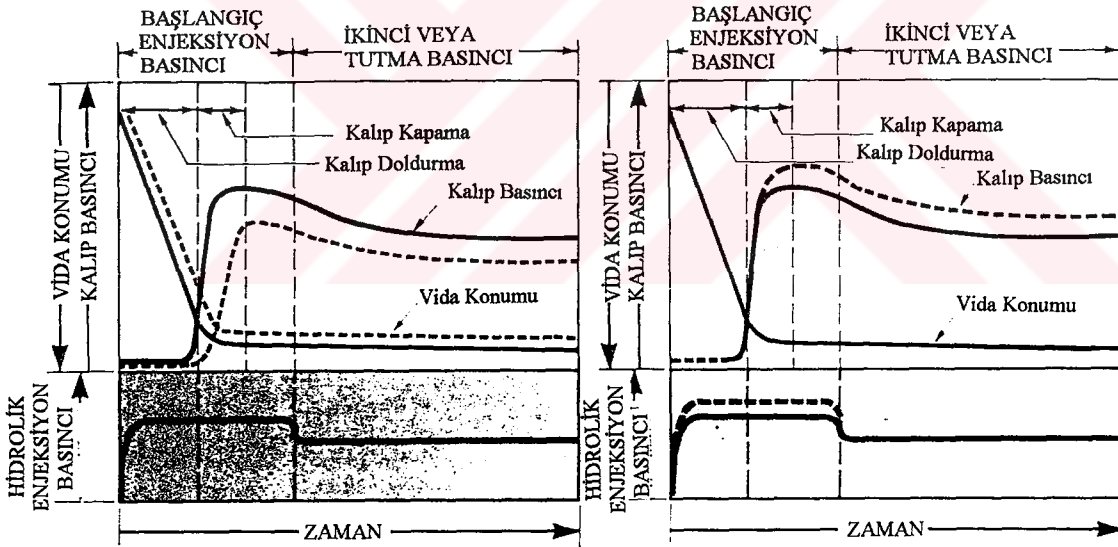 BAŞLANGIÇ
ENJEKSİYON
BASINCI
İKİNCİ VEYA
TUTMA BASINCI
Kalıp Kapama
Kalıp Doldurma
Kalıp Basıncı
Vida Konumu
VİDA KONUMU
KALIP BASINCI
HİDROLİK
ENJEKSİYON
BASINCI
ZAMAN
BAŞLANGIÇ
ENJEKSİYON
BASINCI
İKİNCİ VEYA
TUTMA BASINCI
Kalıp Kapama
Kalıp Doldurma
Kalıp Basıncı
Vida Konumu
VİDA KONUMU
KALIP BASINCI
HİDROLİK
ENJEKSİYON
BASINCI
ZAMAN